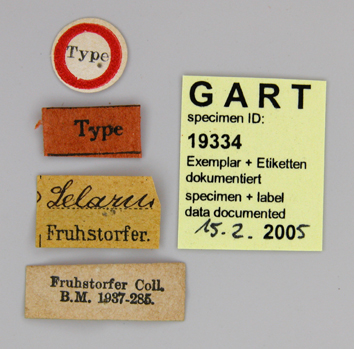 Type
Type
Fruhstorfer.
Fruhstorfer Coll.
B.M. 1937-285.
GART
specimen ID:
19334
Exemplar + Etiketten
dokumentiert
specimen + label
data documented
15.2. 2005